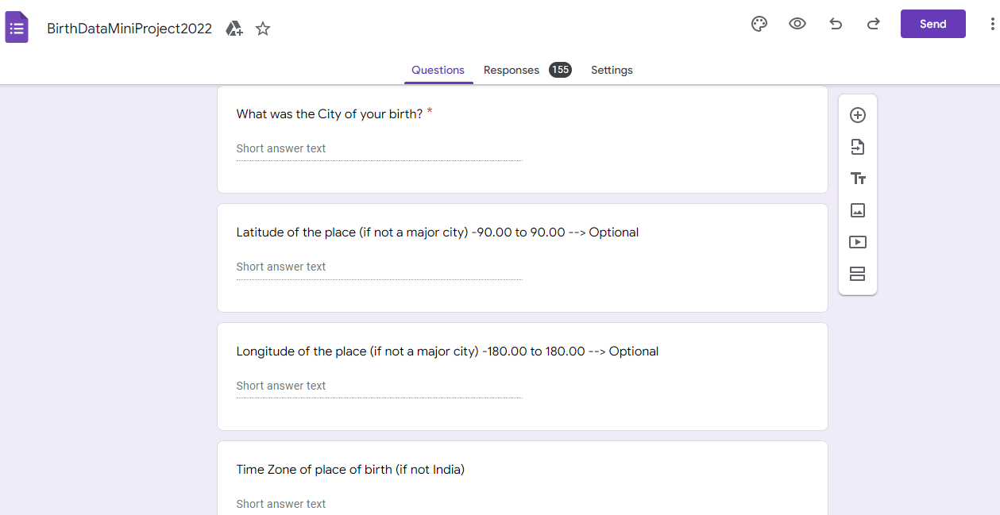 BirthDataMiniProject2022
Send
Questions Responses 155 Settings
What was the City of your birth? *
Short answer text
Latitude of the place (if not a major city) -90.00 to 90.00 --> Optional
Short answer text
Longitude of the place (if not a major city) -180.00 to 180.00 --> Optional
Short answer text
Time Zone of place of birth (if not India)
Short answer text